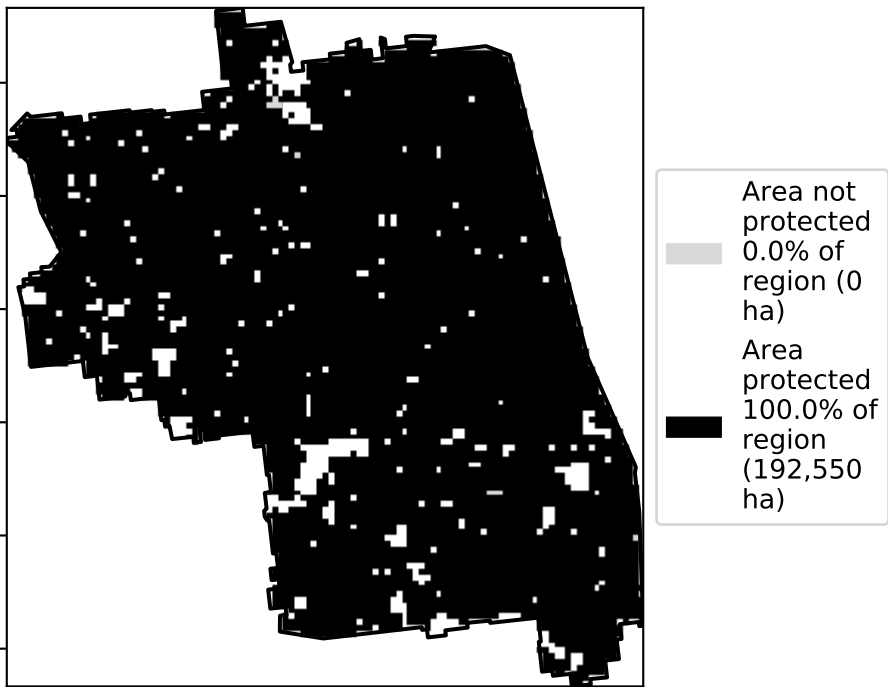 Area not
protected
0.0% of
region (0
ha)
Area
protected
100.0% of
region
(192,550
ha)